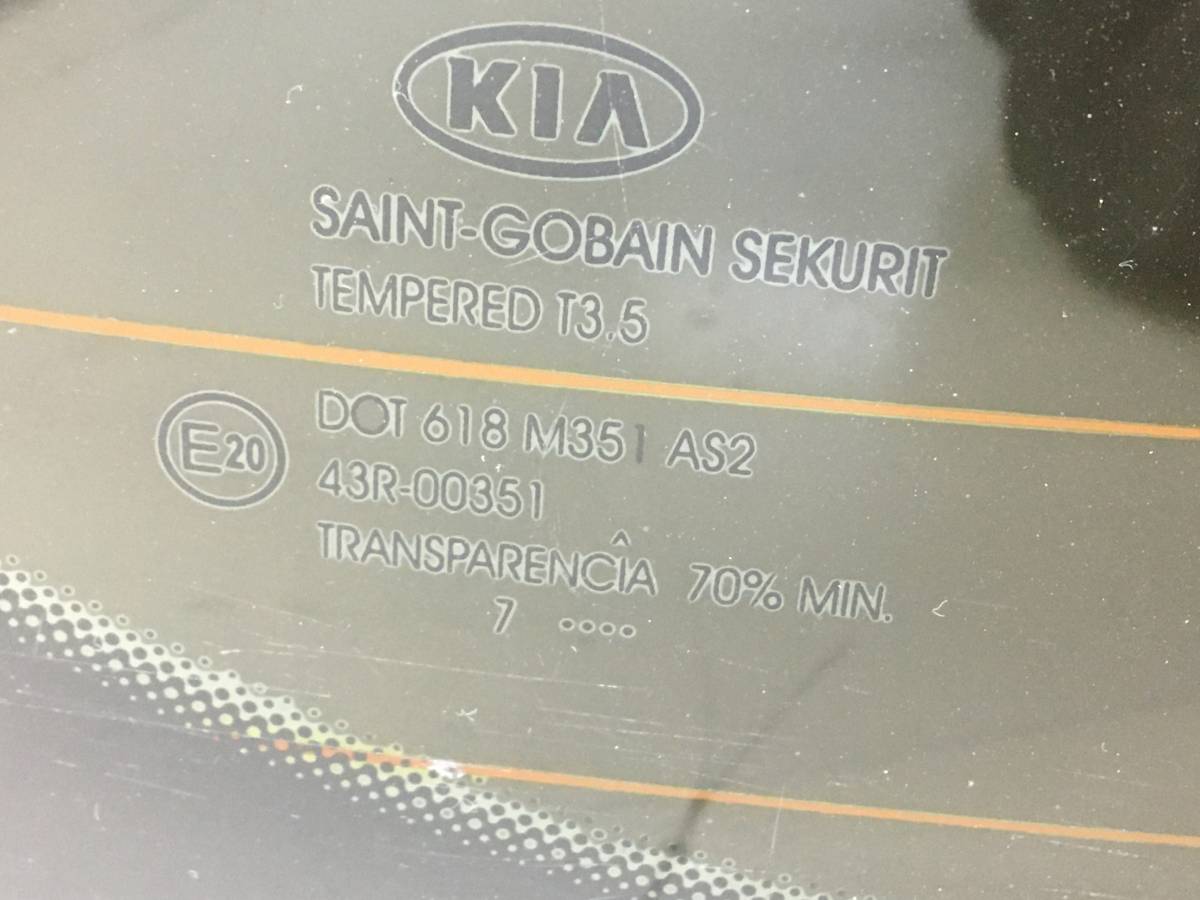 KIA
SAINT-GOBAIN SEKURIT
TEMPERED T3.5
E20
DOT 618 M351 AS2
43R-00351
TRANSPARENCÎA 70% MIN.
7 ....